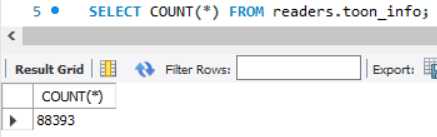 5 SELECT COUNT(*) FROM readers.toon_info;
Result Grid Filter Rows: Export:
COUNT(*)
88393